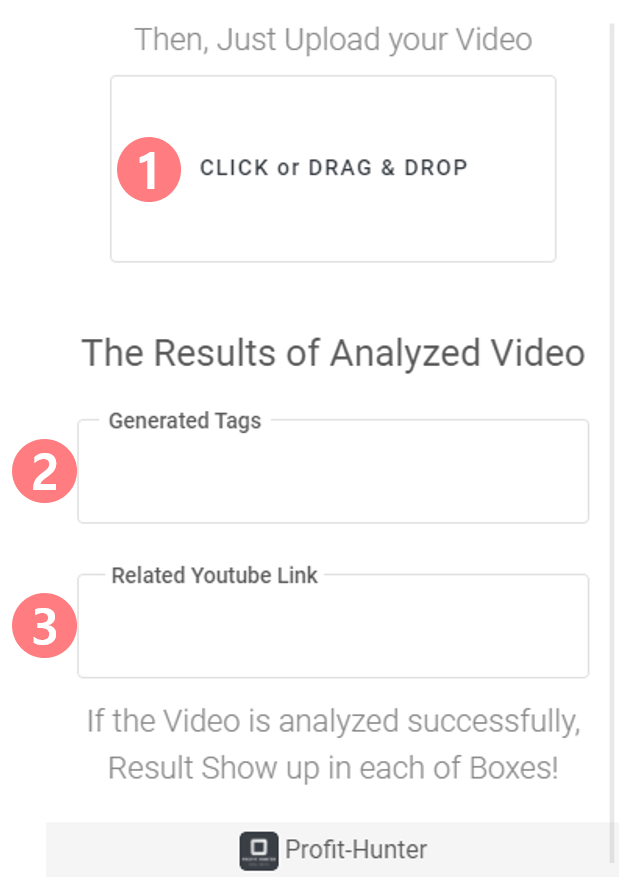 Then, Just Upload your Video
1 CLICK or DRAG & DROP
The Results of Analyzed Video
Generated Tags
2
Related Youtube Link
3
If the Video is analyzed successfully,
Result Show up in each of Boxes!
Profit-Hunter